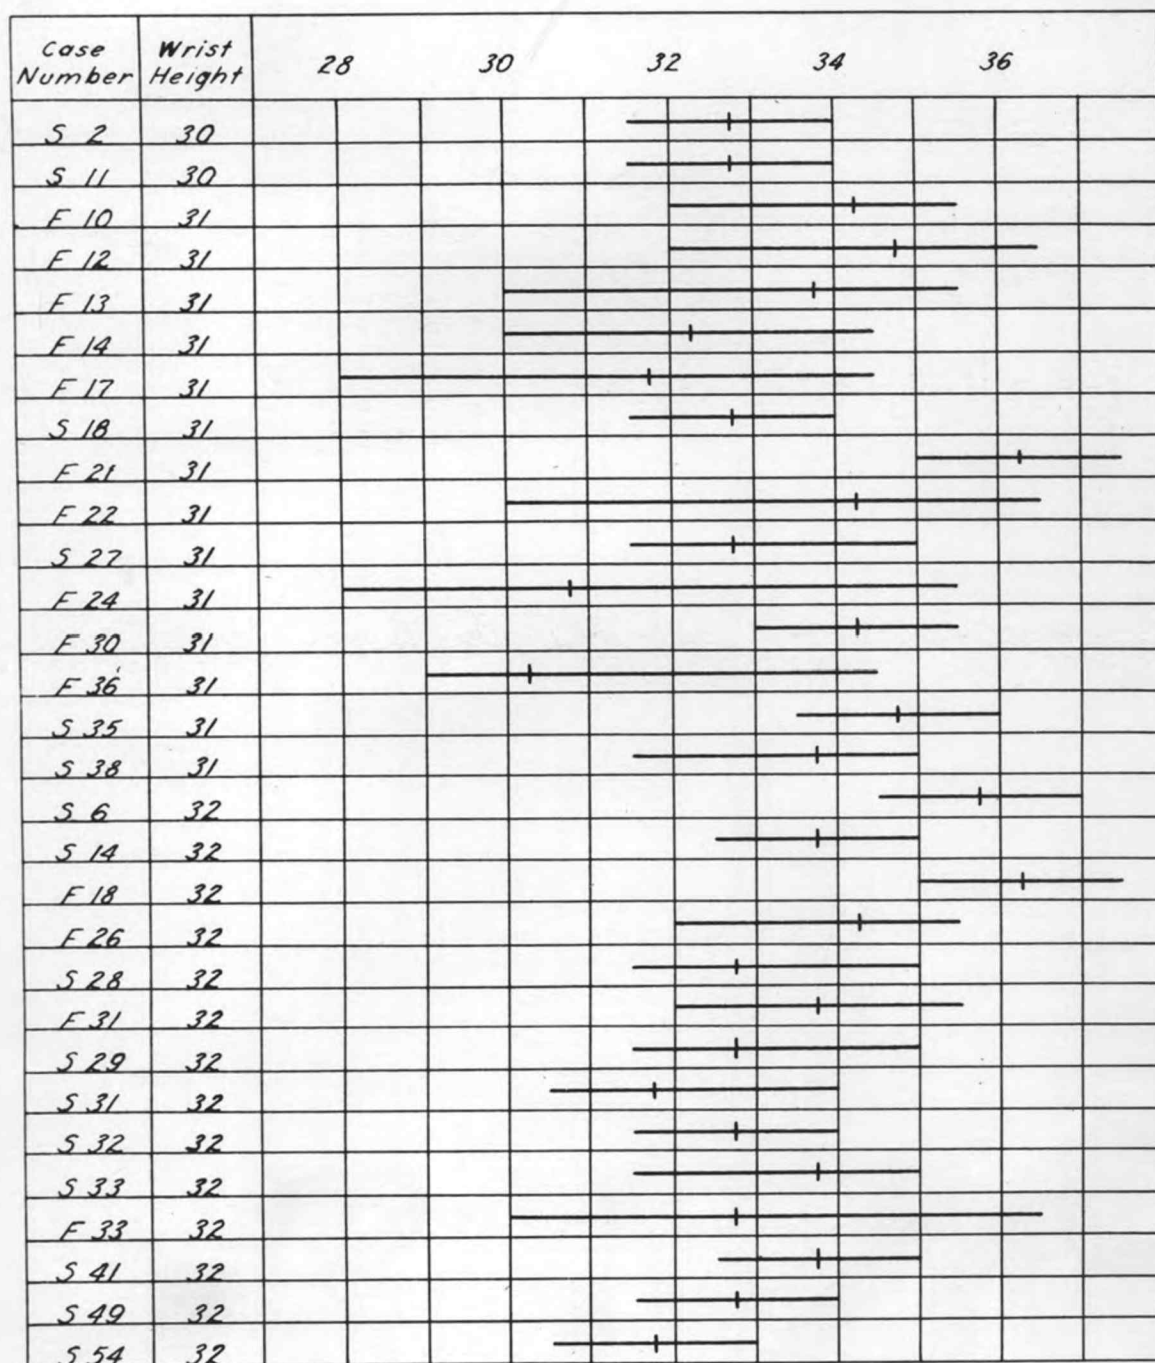 Case Number Wrist Height 28 30 32 34 36
S 2 30
S 11 30
F 10 31
F 12 31
F 13 31
F 14 31
F 17 31
S 18 31
F 21 31
F 22 31
S 27 31
F 24 31
F 30 31
F 36 31
S 35 31
S 38 31
S 6 32
S 14 32
F 18 32
F 26 32
S 28 32
F 31 32
S 29 32
S 31 32
S 32 32
S 33 32
F 33 32
S 41 32
S 49 32
S 54 32